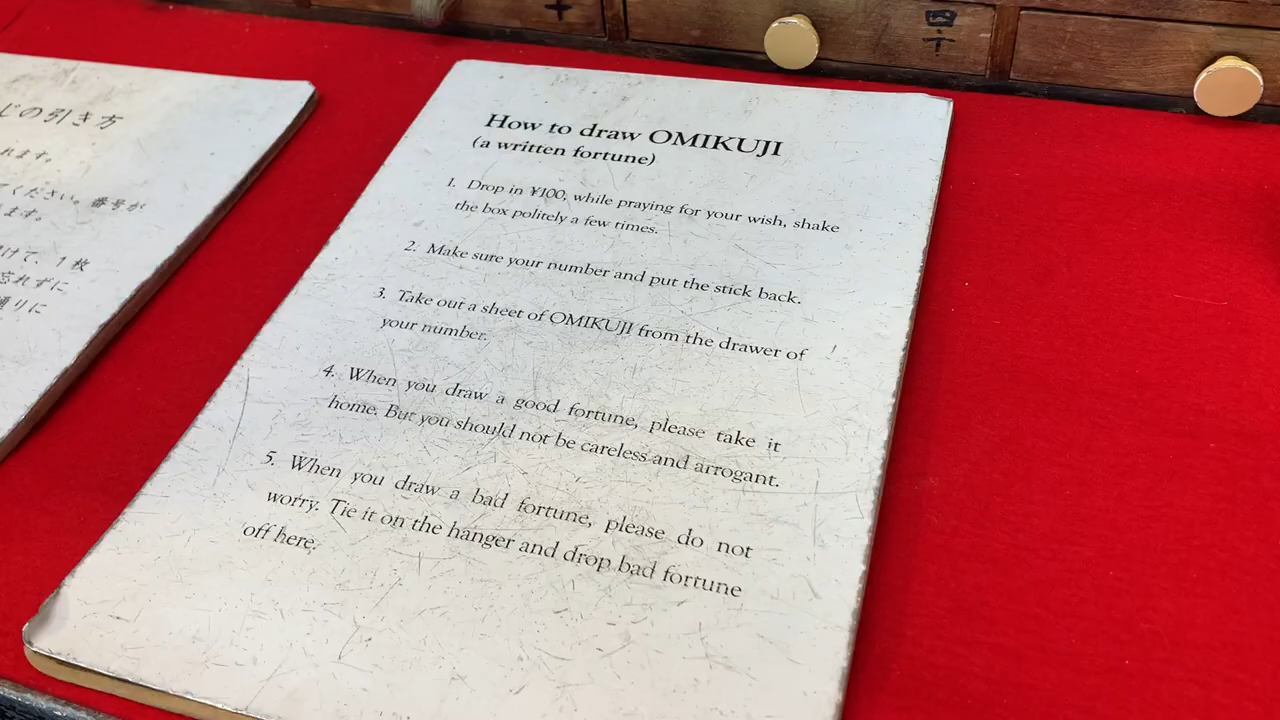 十
四十
じの引き方
れます。
てください。番号が
ます。
けて、1枚
忘れずに
通りに
How to draw OMIKUJI
(a written fortune)
1. Drop in ¥100, while praying for your wish, shake
the box politely a few times.
2. Make sure your number and put the stick back.
3. Take out a sheet of OMIKUJI from the drawer of
your number.
4. When you draw a good fortune, please take it
home. But you should not be careless and arrogant.
5. When you draw a bad fortune, please do not
worry. Tie it on the hanger and drop bad fortune
off here.